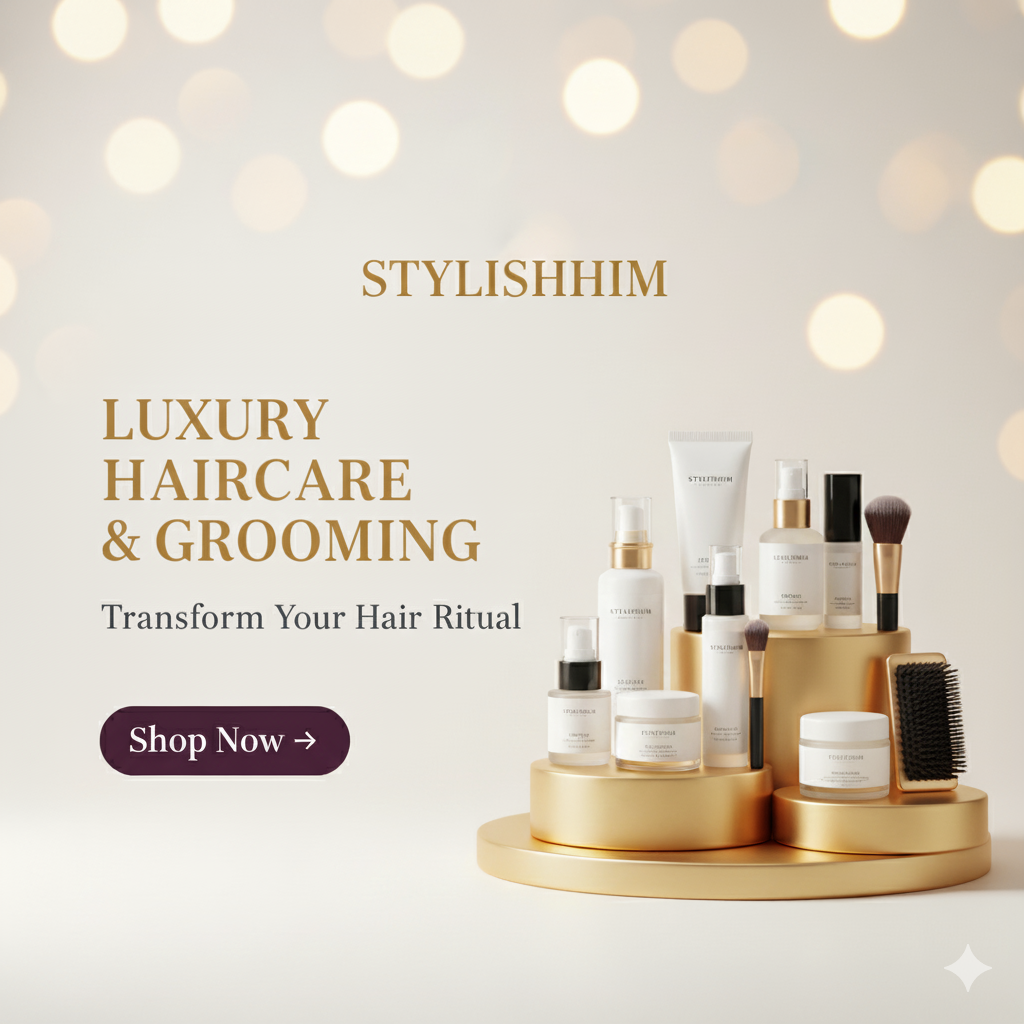 STYLISHHIM
LUXURY
HAIRCARE
& GROOMING
Transform Your Hair Ritual
Shop Now →